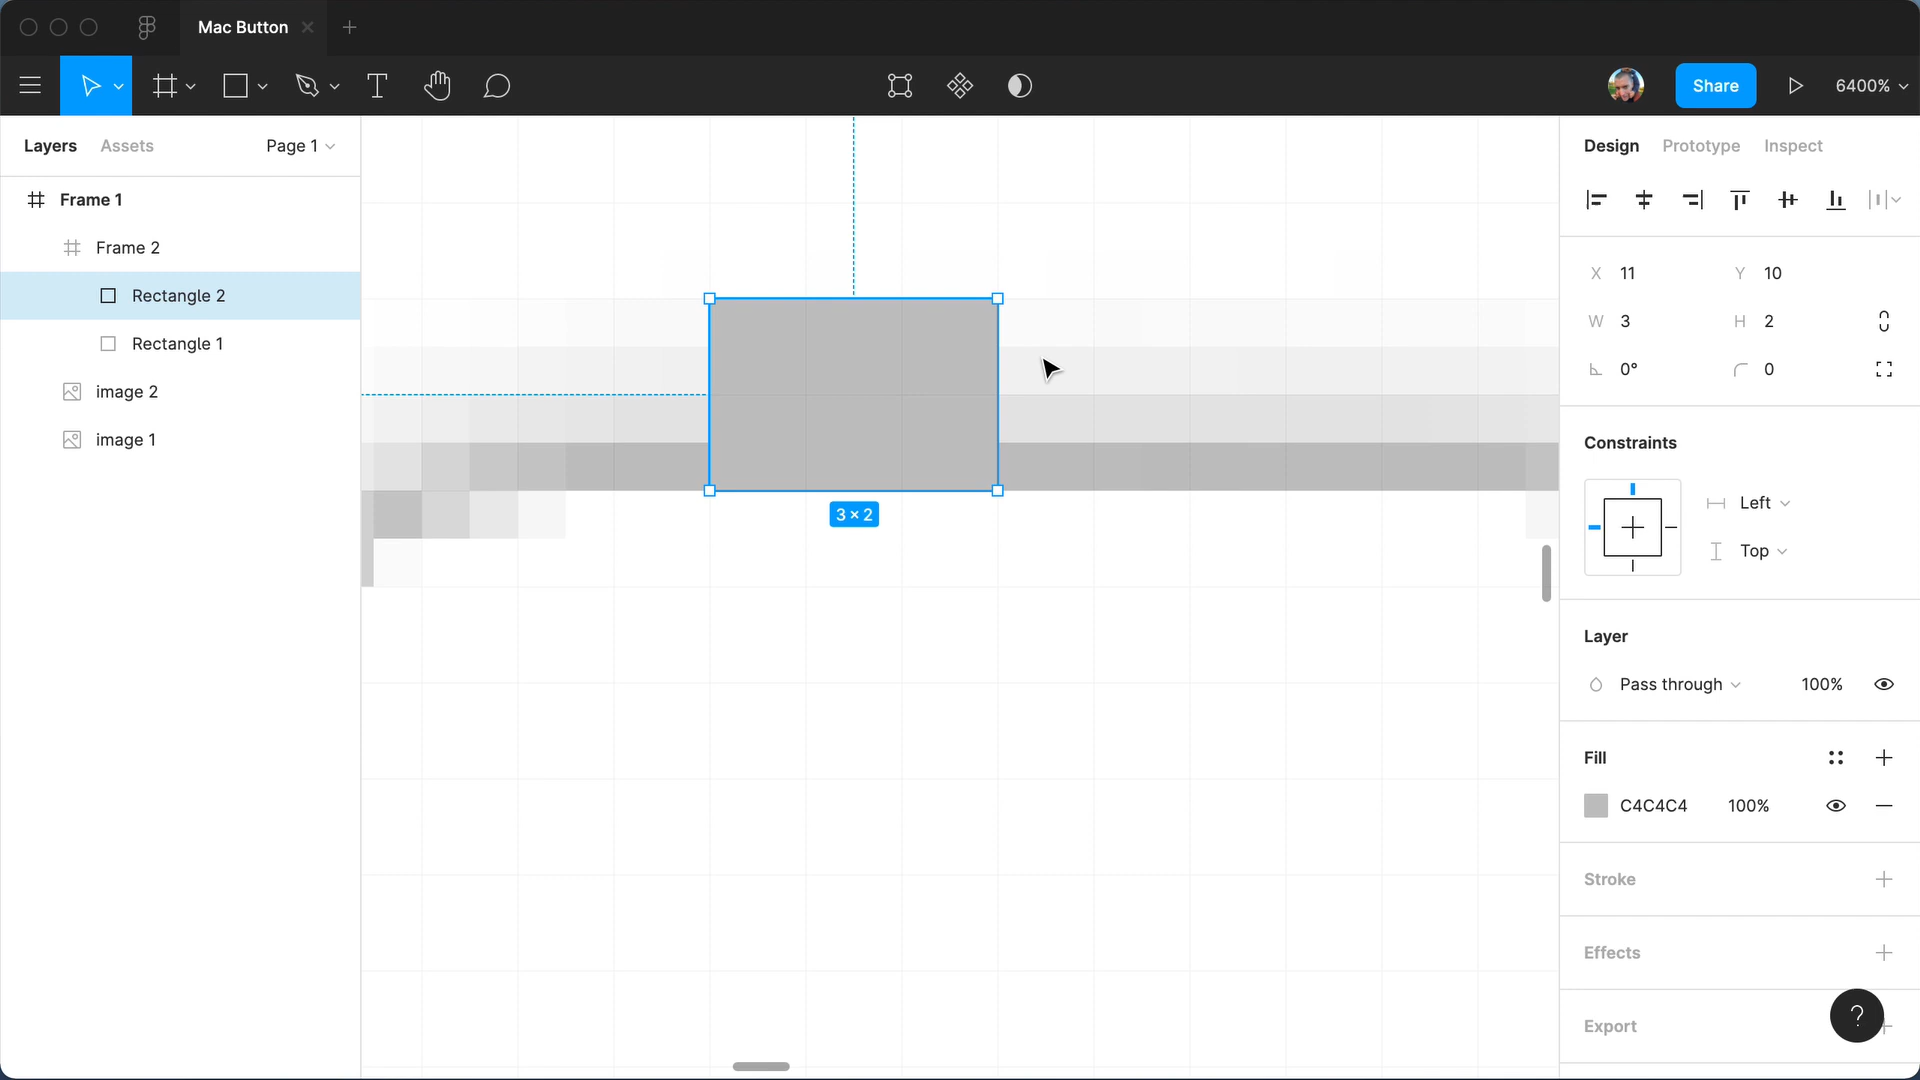 Mac Button
Share
6400%
Layers
Assets
Page 1
Design
Prototype
Inspect
Frame 1
Frame 2
Rectangle 2
Rectangle 1
image 2
image 1
3 × 2
X 11
Y 10
W 3
H 2
0°
0
Constraints
Left
Top
Layer
Pass through
100%
Fill
C4C4C4
100%
Stroke
Effects
Export
?